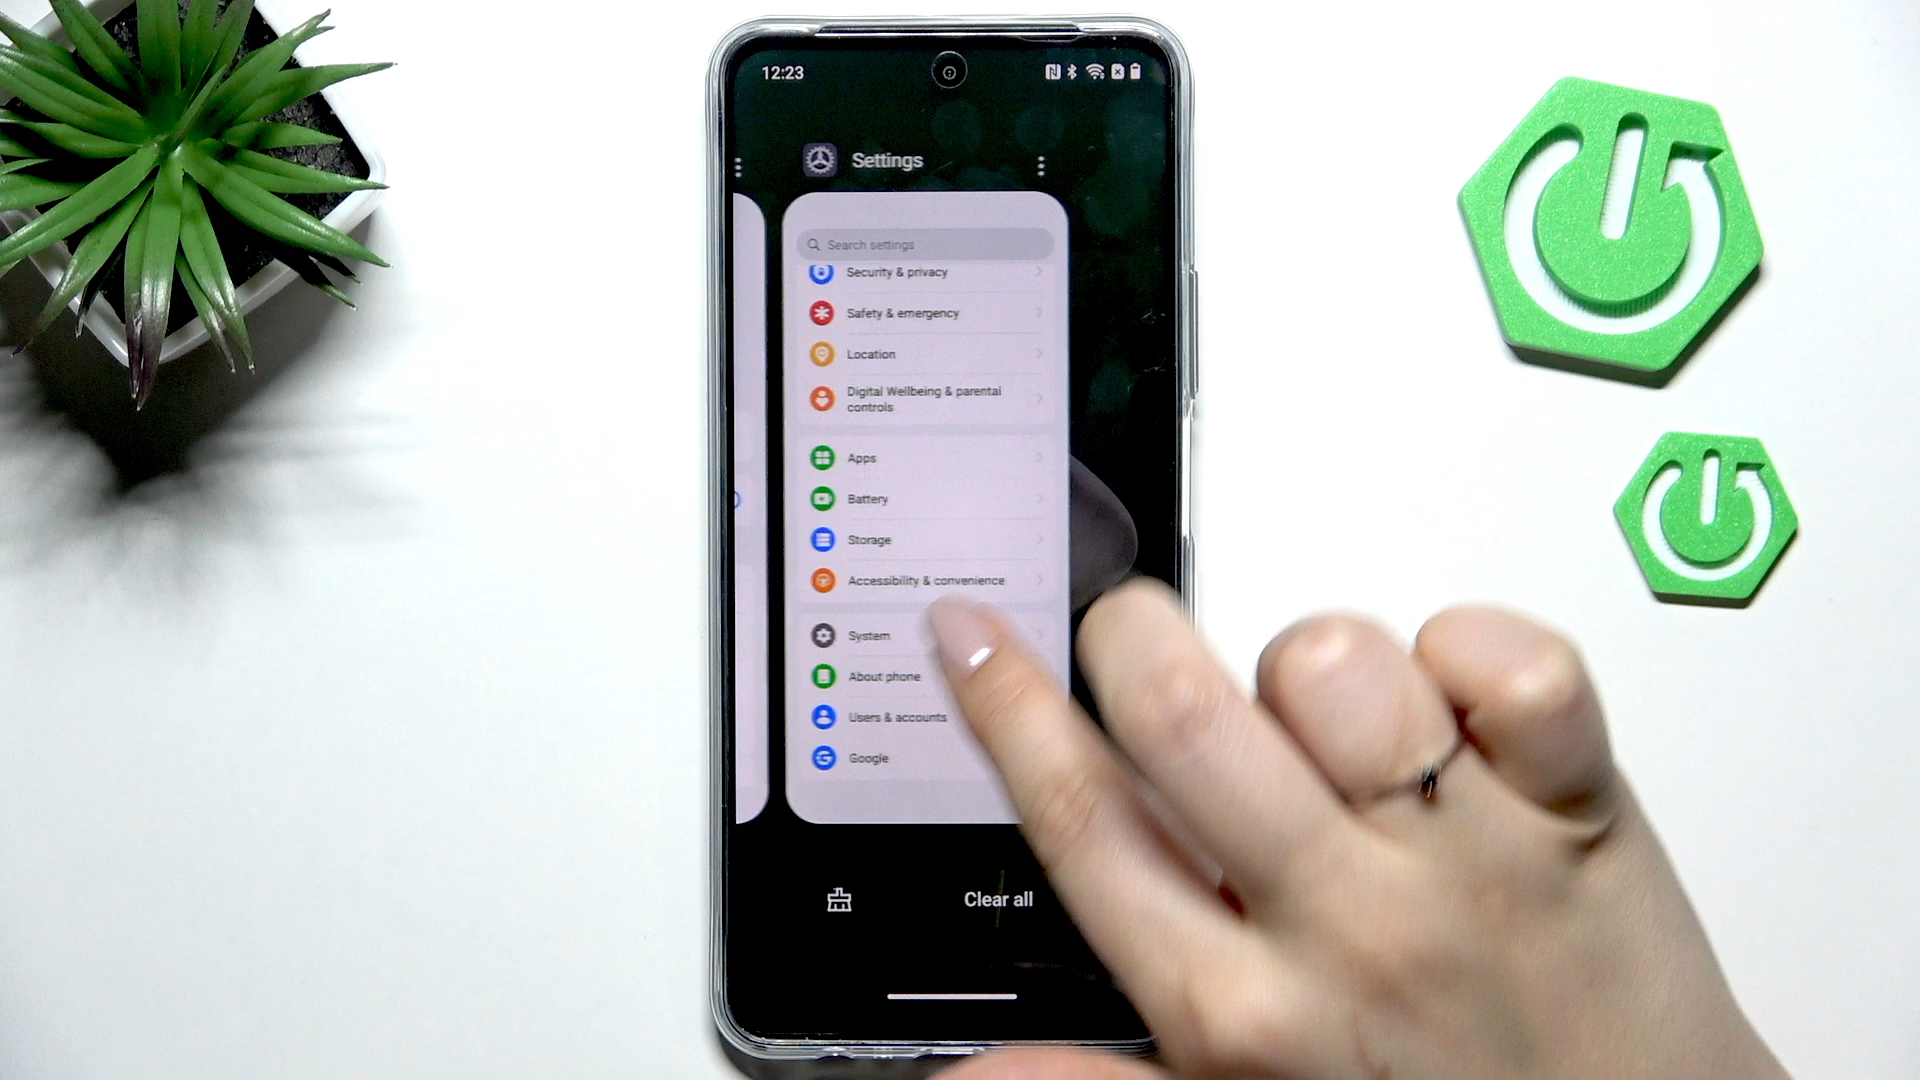 12:23
Settings
Search settings
Security & privacy
Safety & emergency
Location
Digital Wellbeing & parental
controls
Apps
Battery
Storage
Accessibility & convenience
System
About phone
Users & accounts
Google
Clear all